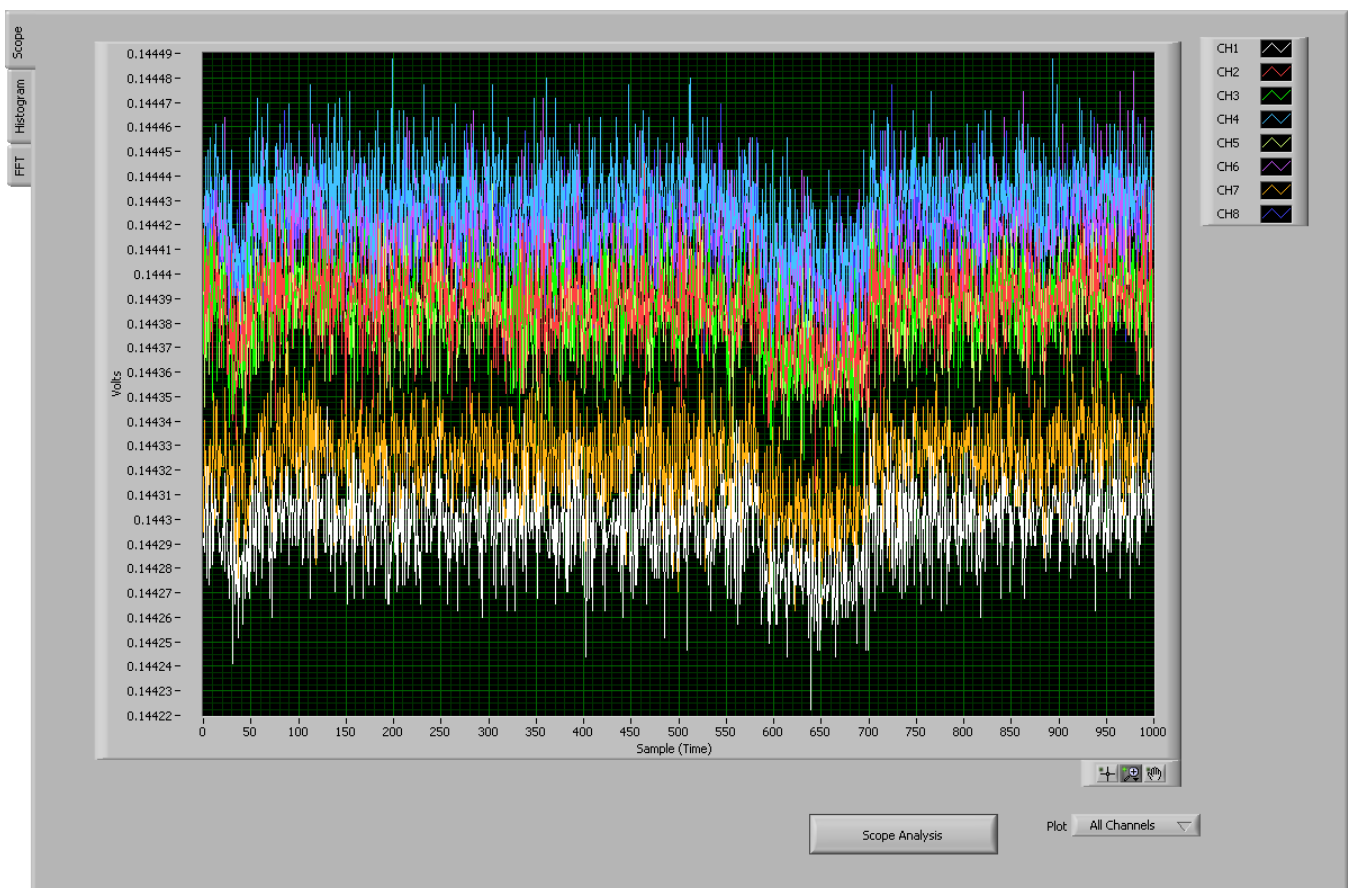 Scope
Histogram
FFT
Volts
0.14449
0.14448
0.14447
0.14446
0.14445
0.14444
0.14443
0.14442
0.14441
0.1444
0.14439
0.14438
0.14437
0.14436
0.14435
0.14434
0.14433
0.14432
0.14431
0.1443
0.14429
0.14428
0.14427
0.14426
0.14425
0.14424
0.14423
0.14422
0 50 100 150 200 250 300 350 400 450 500 550 600 650 700 750 800 850 900 950 1000
Sample (Time)
CH1
CH2
CH3
CH4
CH5
CH6
CH7
CH8
Scope Analysis
Plot All Channels